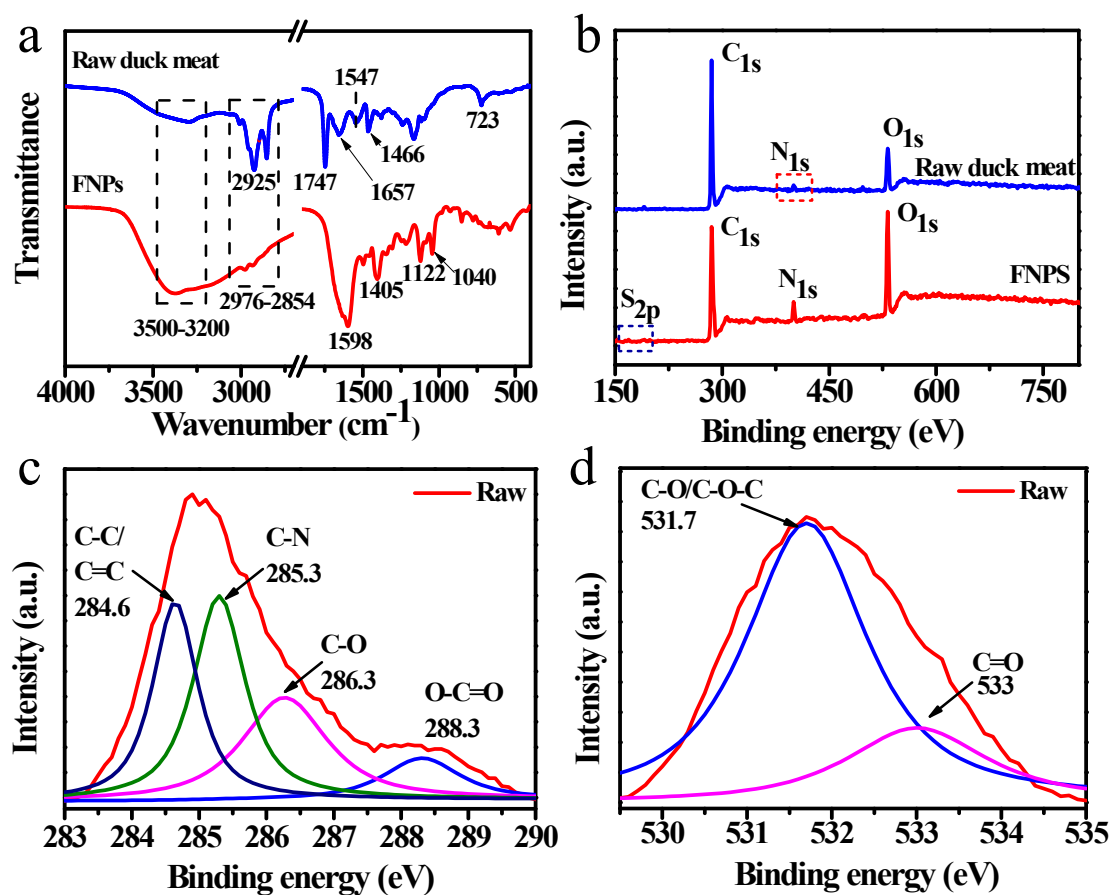 a
Raw duck meat
1547
723
2925
1747
1466
1657
FNPs
3500-3200
2976-2854
1598
1405
1122
1040
4000 3500 3000 1500 1000 500
Wavenumber (cm-1)
Transmittance
b
C1s
N1s
O1s
Raw duck meat
C1s
N1s
O1s
FNPS
S2p
150 300 450 600 750
Binding energy (eV)
Intensity (a.u.)
c
Raw
C-C/
C=C
284.6
C-N
285.3
C-O
286.3
O-C=O
288.3
283 284 285 286 287 288 289 290
Binding energy (eV)
Intensity (a.u.)
d
Raw
C-O/C-O-C
531.7
C=O
533
530 531 532 533 534 535
Binding energy (eV)
Intensity (a.u.)